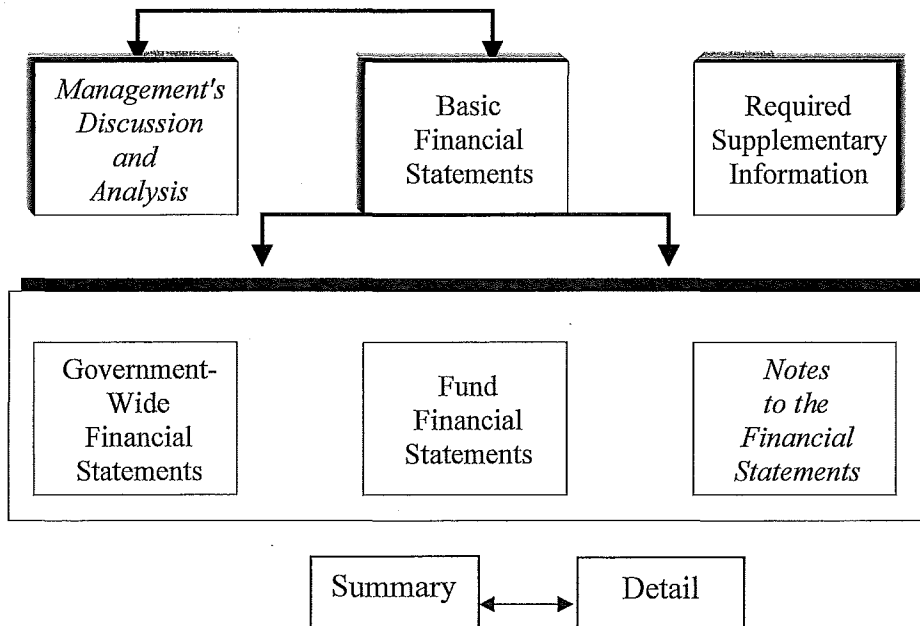 Management's
Discussion
and
Analysis
Basic
Financial
Statements
Required
Supplementary
Information
Government-
Wide
Financial
Statements
Fund
Financial
Statements
Notes
to the
Financial
Statements
Summary
Detail